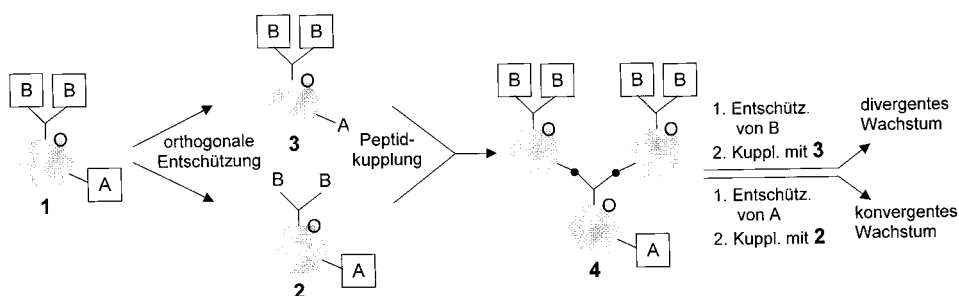 B B
O
A
1
orthogonale
Entschützung
B B
O
A
3
B B
O
A
2
Peptid-
kupplung
B B
B B
O
O
O
A
4
1. Entschütz.
von B
2. Kuppl. mit 3
1. Entschütz.
von A
2. Kuppl. mit 2
divergentes
Wachstum
konvergentes
Wachstum